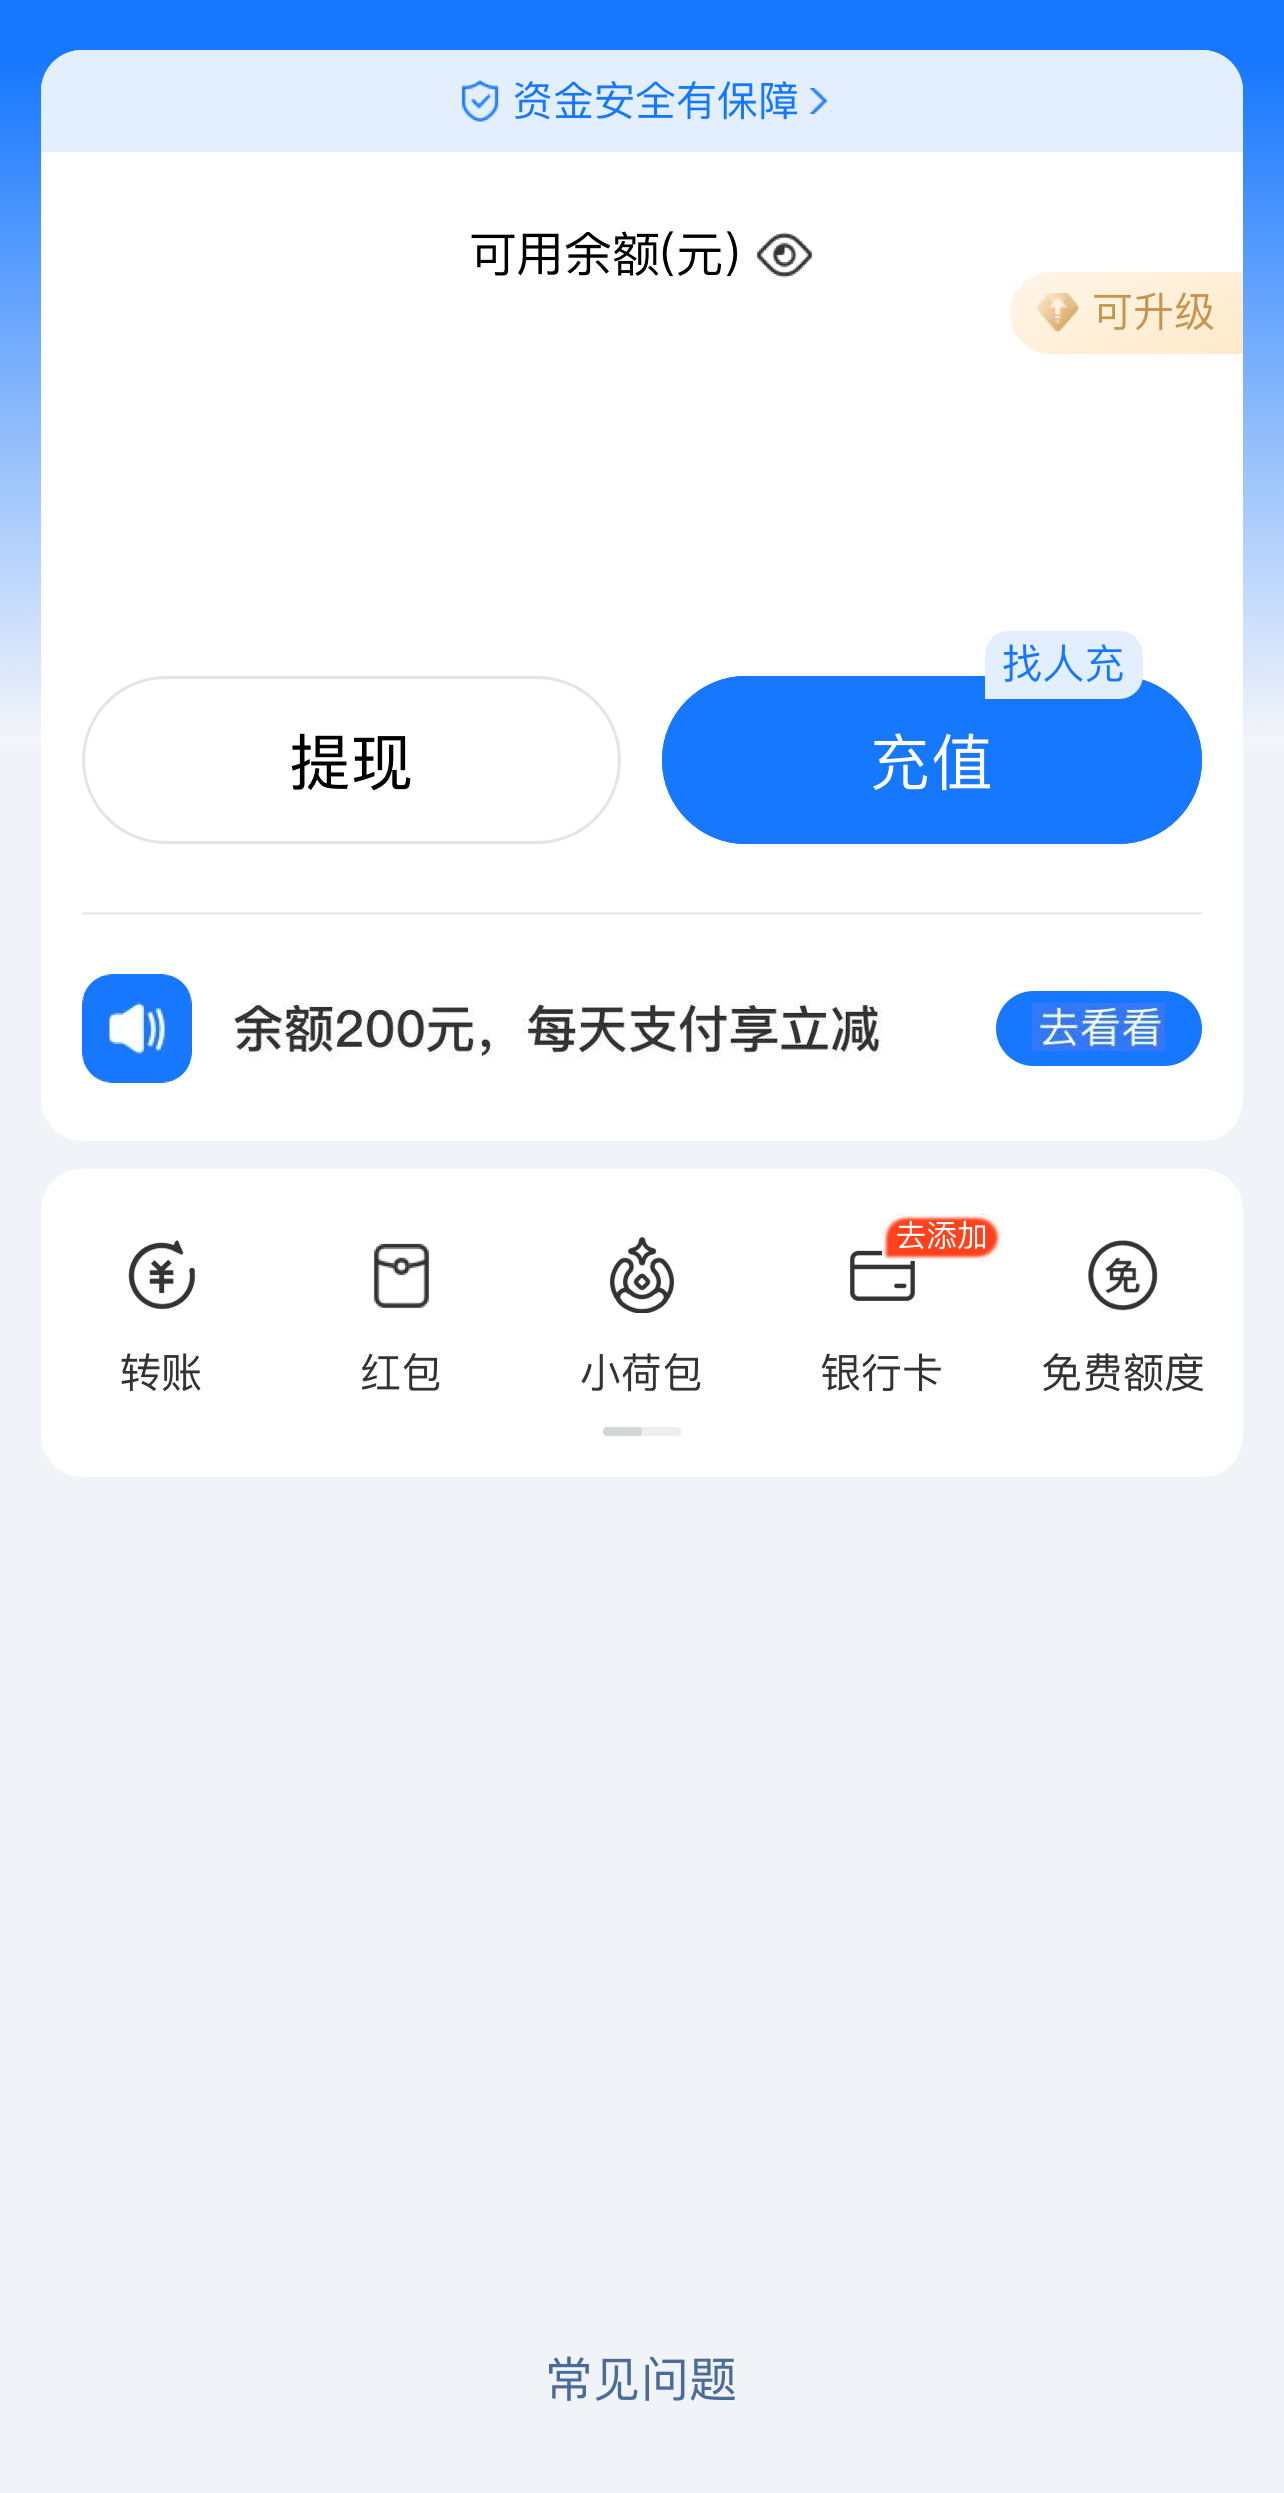 资金安全有保障
可用余额(元)
可升级
找人充
提现
充值
余额200元，每天支付享立减
去看看
去添加
免
转账
红包
小荷包
银行卡
免费额度
常见问题